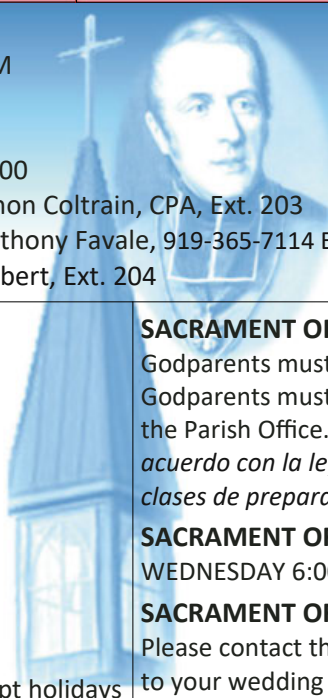 M
00
non Coltrain, CPA, Ext. 203
thony Favale, 919-365-7114 E
bert, Ext. 204
SACRAMENT OF
Godparents must
Godparents must
the Parish Office.
acuerdo con la le
clases de prepara
SACRAMENT OF
WEDNESDAY 6:00
SACRAMENT OF
Please contact th
to your wedding
pt holidays